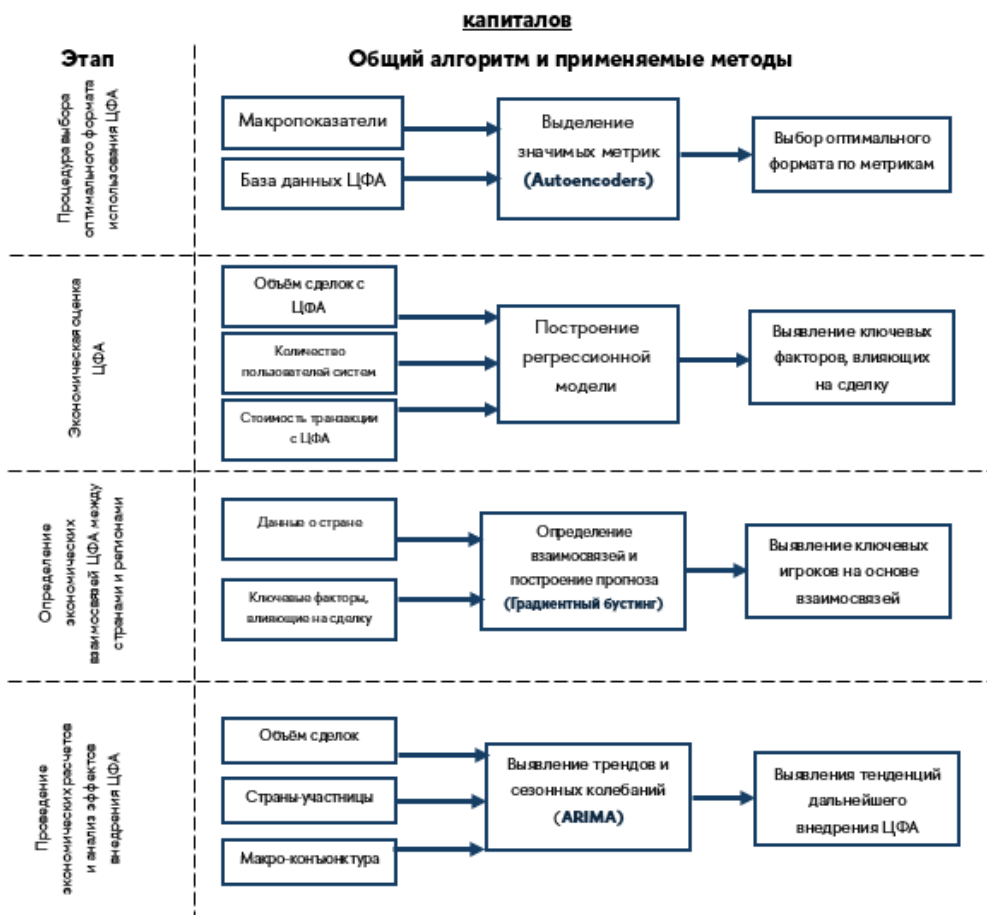 капиталов
Этап
Общий алгоритм и применяемые методы
Процедура выбора
оптимального формата
использования ЦФА
Макропоказатели
База данных ЦФА
Выделение
значимых метрик
(Autoencoders)
Выбор оптимального
формата по метрикам
Экономическая оценка
ЦФА
Объём сделок с
ЦФА
Количество
пользователей систем
Стоимость транзакции
с ЦФА
Построение
регрессионной
модели
Выявление ключевых
факторов, влияющих
на сделку
Определение
экономических
взаимосвязей ЦФА между
странами и регионами
Данные о стране
Ключевые факторы,
влияющие на сделку
Определение
взаимосвязей и
построение прогноза
(Градиентный бустинг)
Выявление ключевых
игроков на основе
взаимосвязей
Проведение
экономических расчетов
и анализ эффектов
внедрения ЦФА
Объём сделок
Страны-участницы
Макро-конъюнктура
Выявление трендов и
сезонных колебаний
(ARIMA)
Выявления тенденций
дальнейшего
внедрения ЦФА